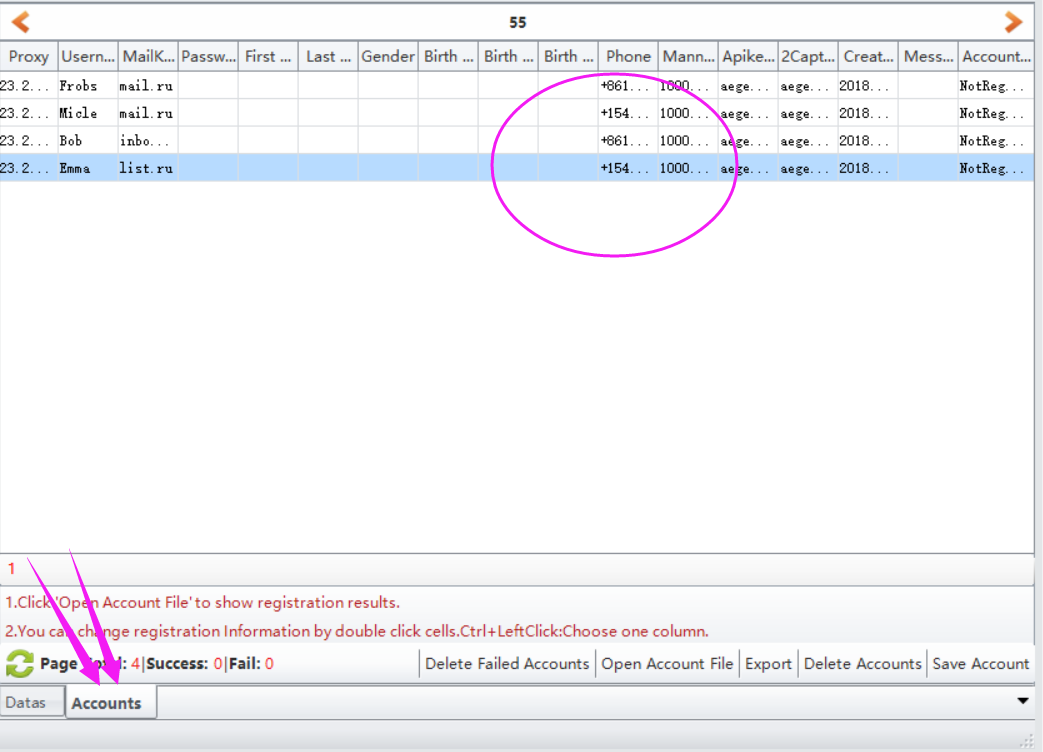 55
Proxy Usern... MailK... Passw... First ... Last ... Gender Birth ... Birth ... Birth ... Phone Mann... Apike... 2Capt... Creat... Mess... Account...
23.2... Frobs mail.ru +861... 1000... aege... aege... 2018... NotReg...
23.2... Micle mail.ru +154... 1000... aege... aege... 2018... NotReg...
23.2... Bob inbo... +861... 1000... aege... aege... 2018... NotReg...
23.2... Emma list.ru +154... 1000... aege... aege... 2018... NotReg...
1
1.Click 'Open Account File' to show registration results.
2.You can change registration Information by double click cells.Ctrl+LeftClick:Choose one column.
Page Total: 4|Success: 0|Fail: 0 Delete Failed Accounts Open Account File Export Delete Accounts Save Account
Datas Accounts